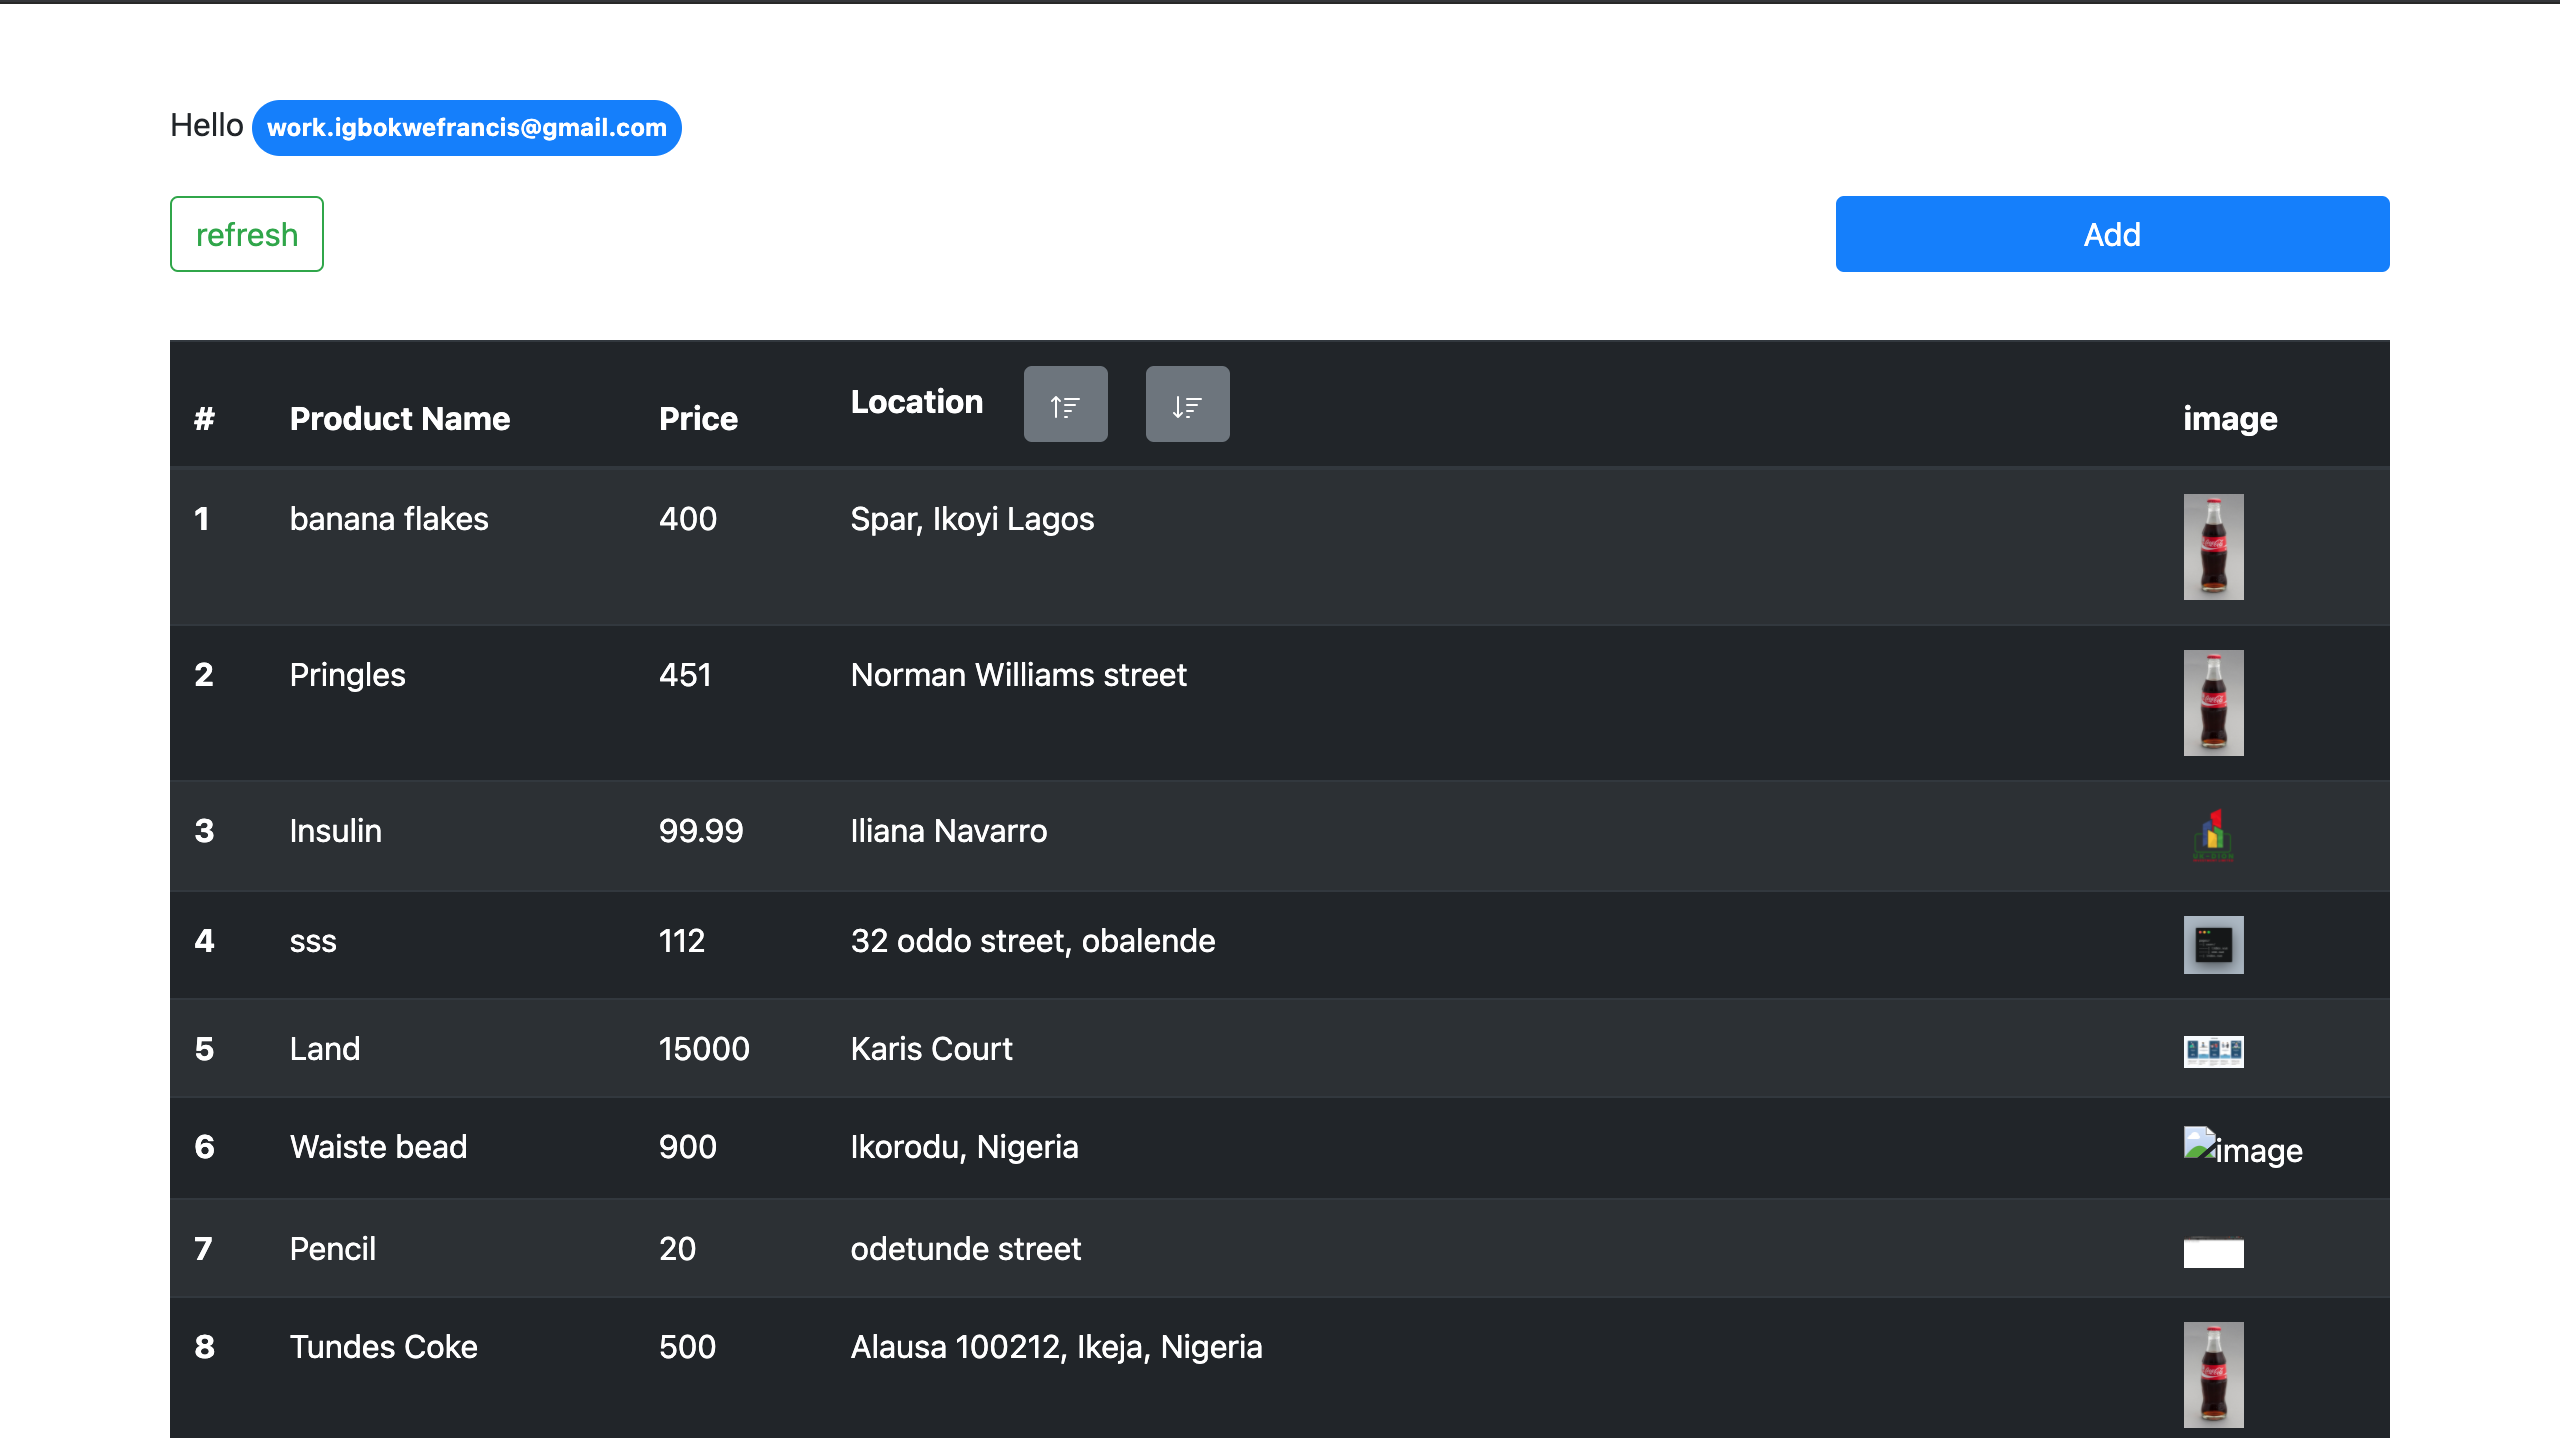 Hello work.igbokwefrancis@gmail.com
refresh
Add
# Product Name Price Location image
1 banana flakes 400 Spar, Ikoyi Lagos
2 Pringles 451 Norman Williams street
3 Insulin 99.99 Iliana Navarro
4 sss 112 32 oddo street, obalende
5 Land 15000 Karis Court
6 Waiste bead 900 Ikorodu, Nigeria image
7 Pencil 20 odetunde street
8 Tundes Coke 500 Alausa 100212, Ikeja, Nigeria